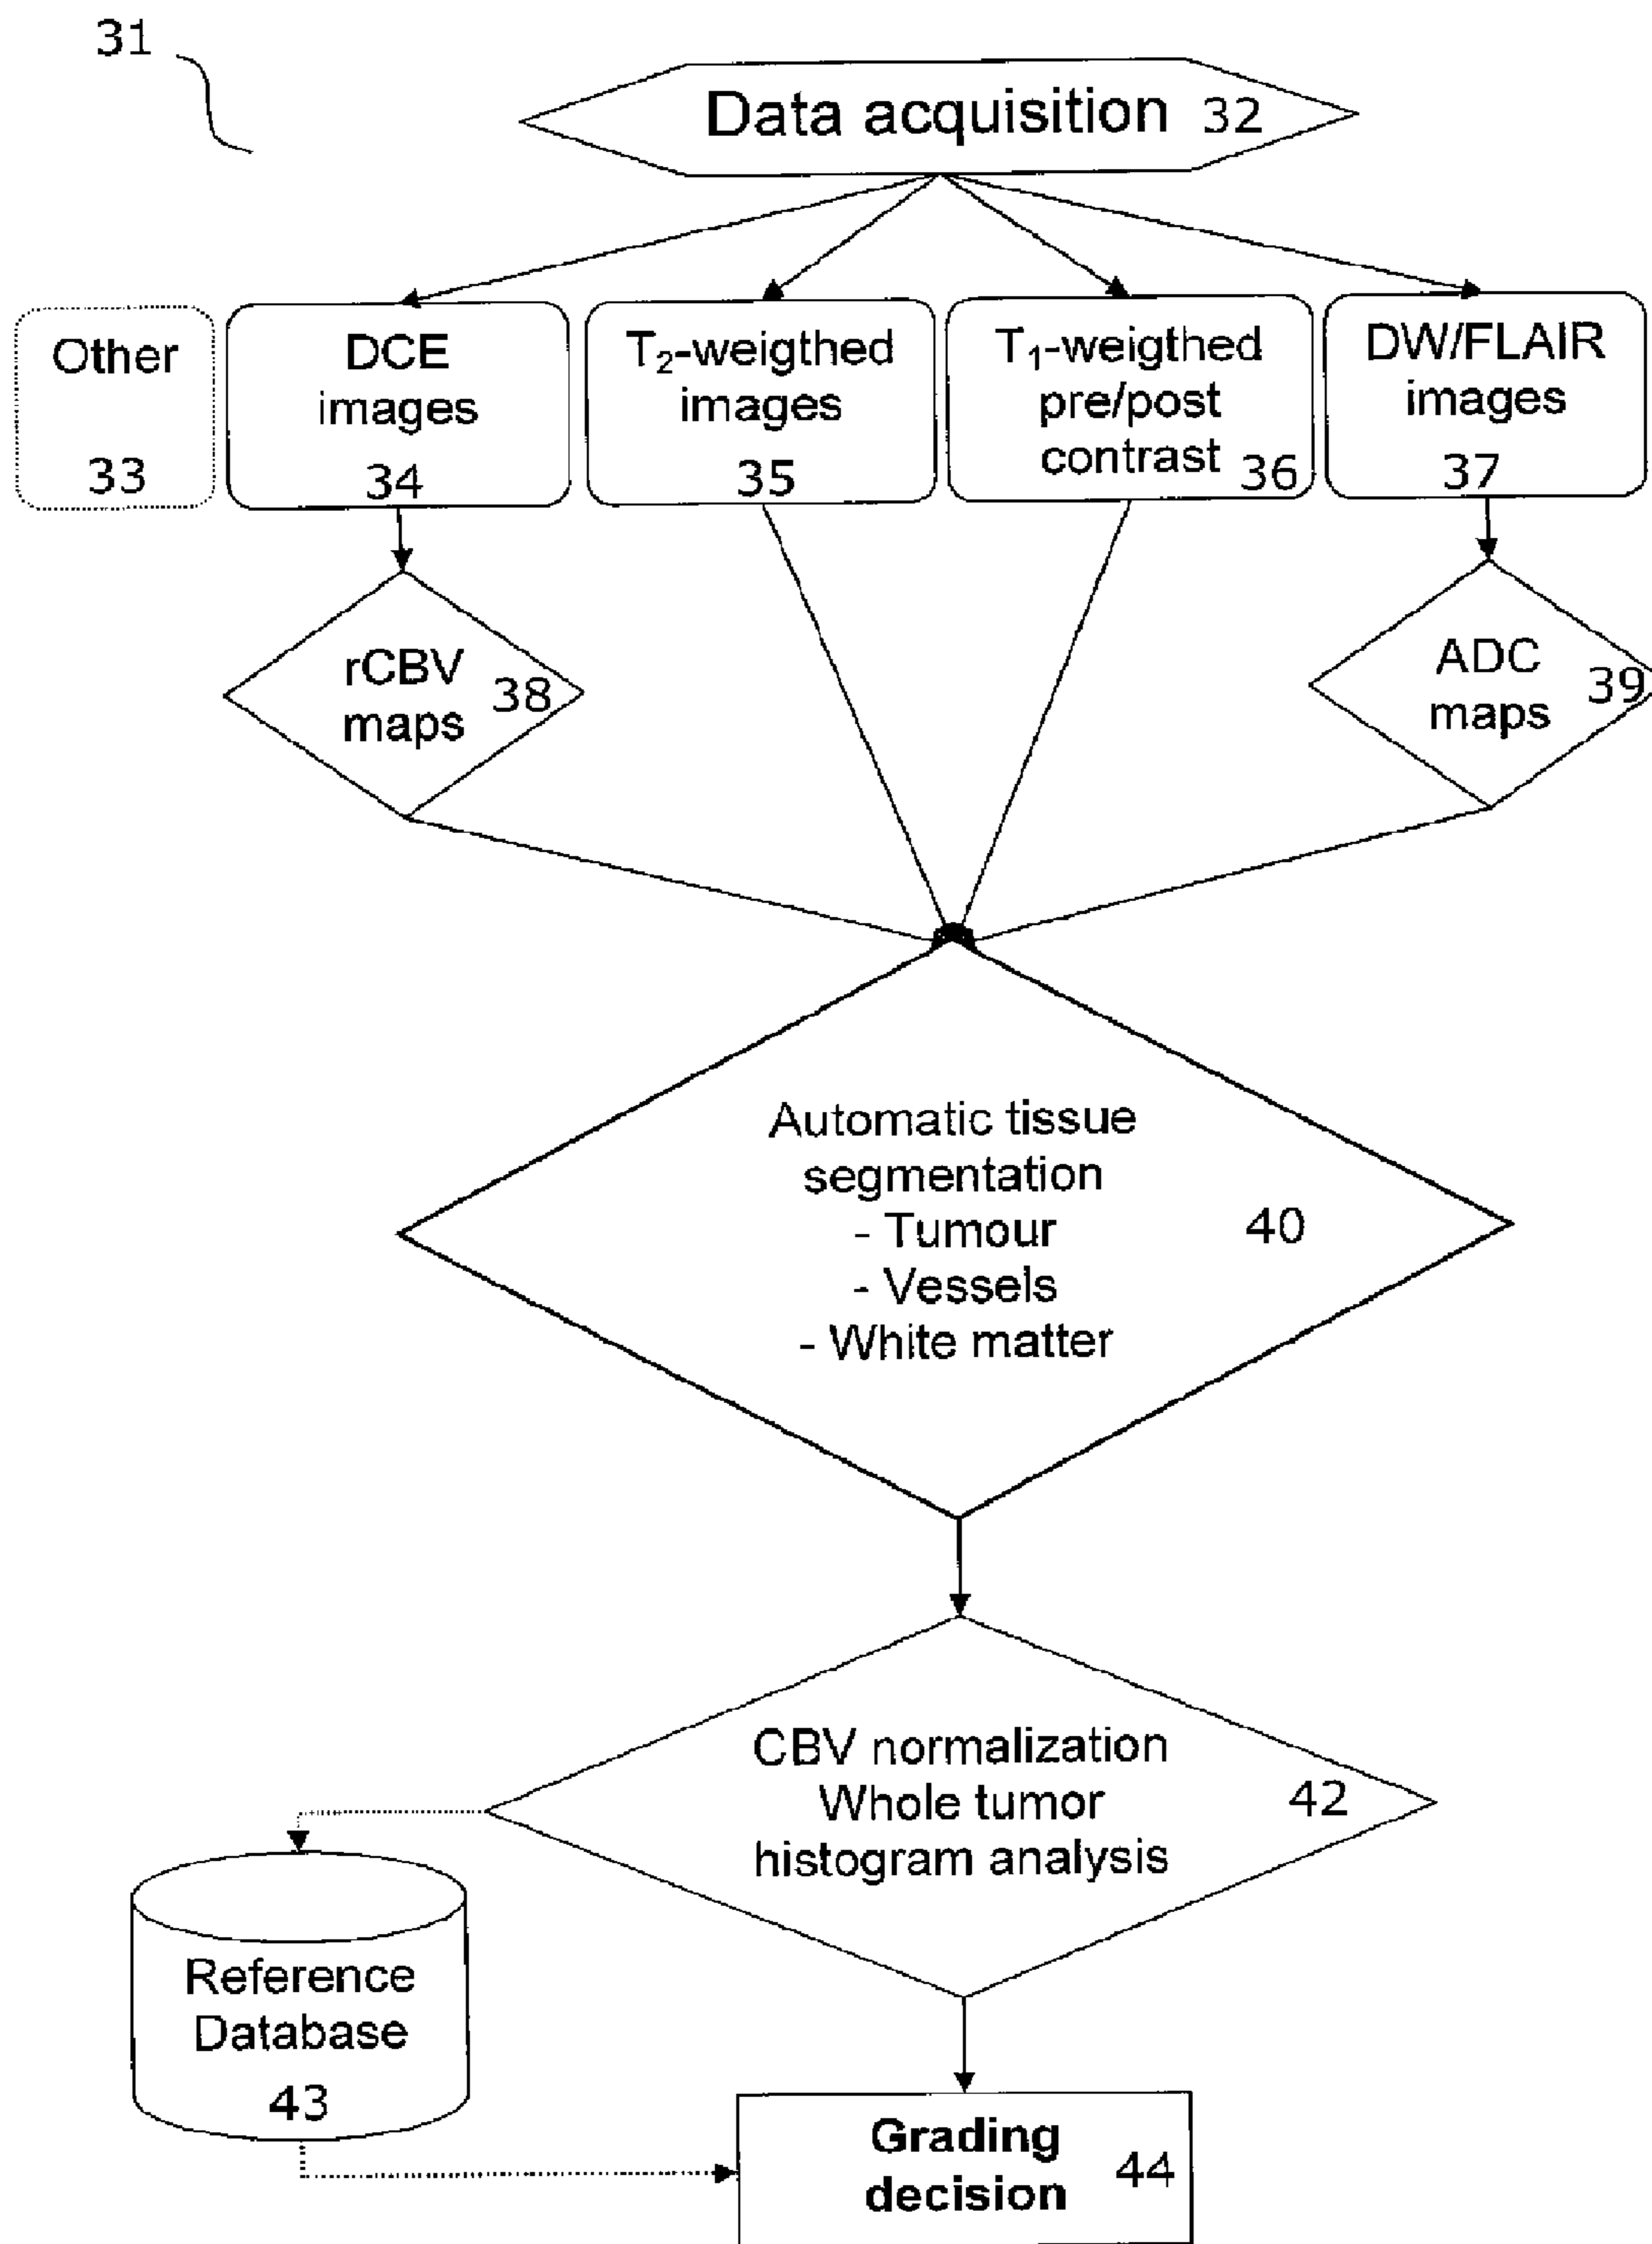 31
Data acquisition 32
Other
33
DCE
images
34
T₂-weigthed
images
35
T₁-weigthed
pre/post
contrast 36
DW/FLAIR
images
37
rCBV
maps 38
ADC
maps 39
Automatic tissue
segmentation
- Tumour 40
- Vessels
- White matter
CBV normalization
Whole tumor 42
histogram analysis
Reference
Database
43
Grading
decision 44